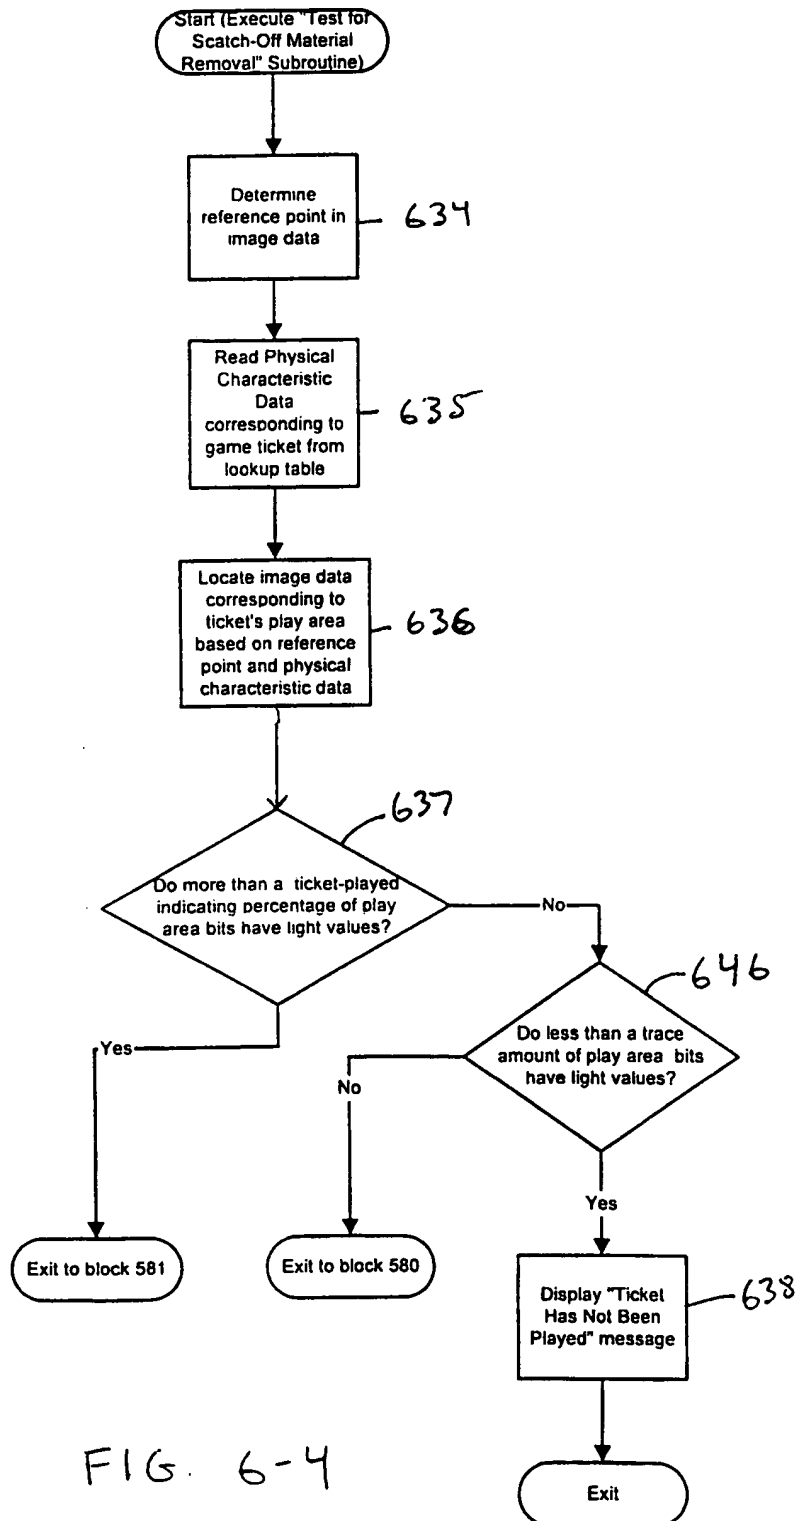 Start (Execute "Test for
Scatch-Off Material
Removal" Subroutine)
Determine
reference point in
image data
634
Read Physical
Characteristic
Data
corresponding to
game ticket from
lookup table
635
Locate image data
corresponding to
ticket's play area
based on reference
point and physical
characteristic data
636
637
Do more than a ticket-played
indicating percentage of play
area bits have light values?
No
646
Do less than a trace
amount of play area bits
have light values?
Yes
No
Yes
Exit to block 581
Exit to block 580
Display "Ticket
Has Not Been
Played" message
638
Exit
FIG. 6-4